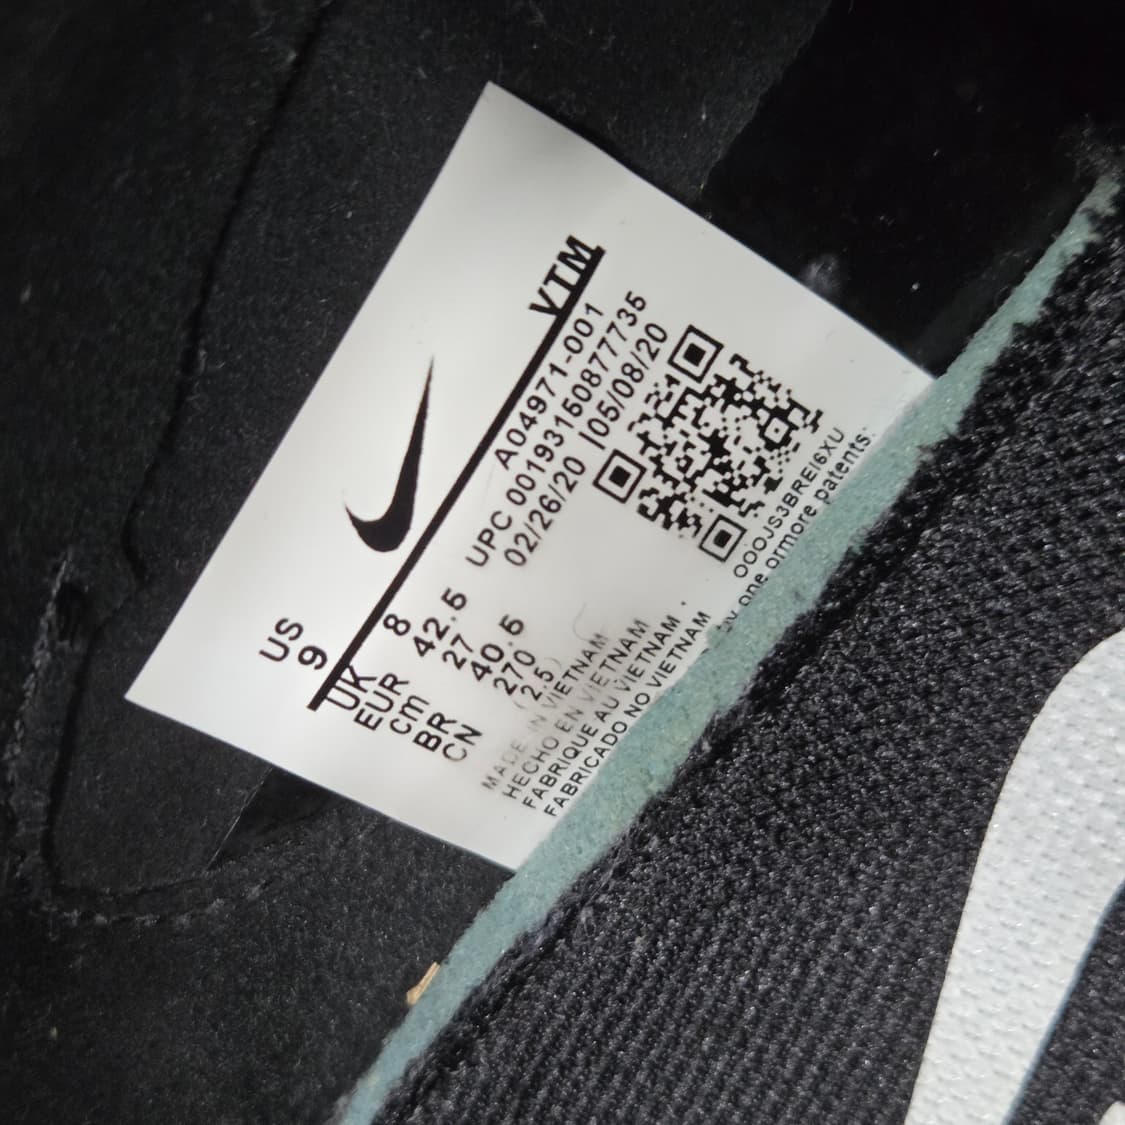 VTM
US
9
UK 8
EUR 42.5
cm 27
BR 40.5
CN 270
(2.5)
AO4971-001
UPC 00193150877735
02/26/20 |05/08/20
OOOJS3BREI6XU
one ormore patents.
MADE IN VIETNAM
HECHO EN VIETNAM
FABRIQUE AU VIETNAM
FABRICADO NO VIETNAM